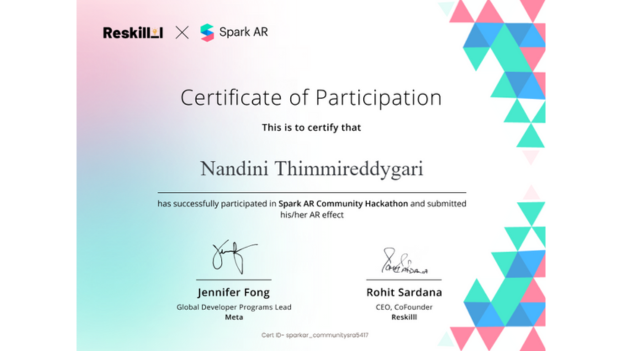 Reskilll × Spark AR
Certificate of Participation
This is to certify that
Nandini Thimmireddygari
has successfully participated in Spark AR Community Hackathon and submitted
his/her AR effect
Jennifer Fong
Global Developer Programs Lead
Meta
Rohit Sardana
CEO, CoFounder
Reskilll
Cert ID- sparkar_communitysra5417